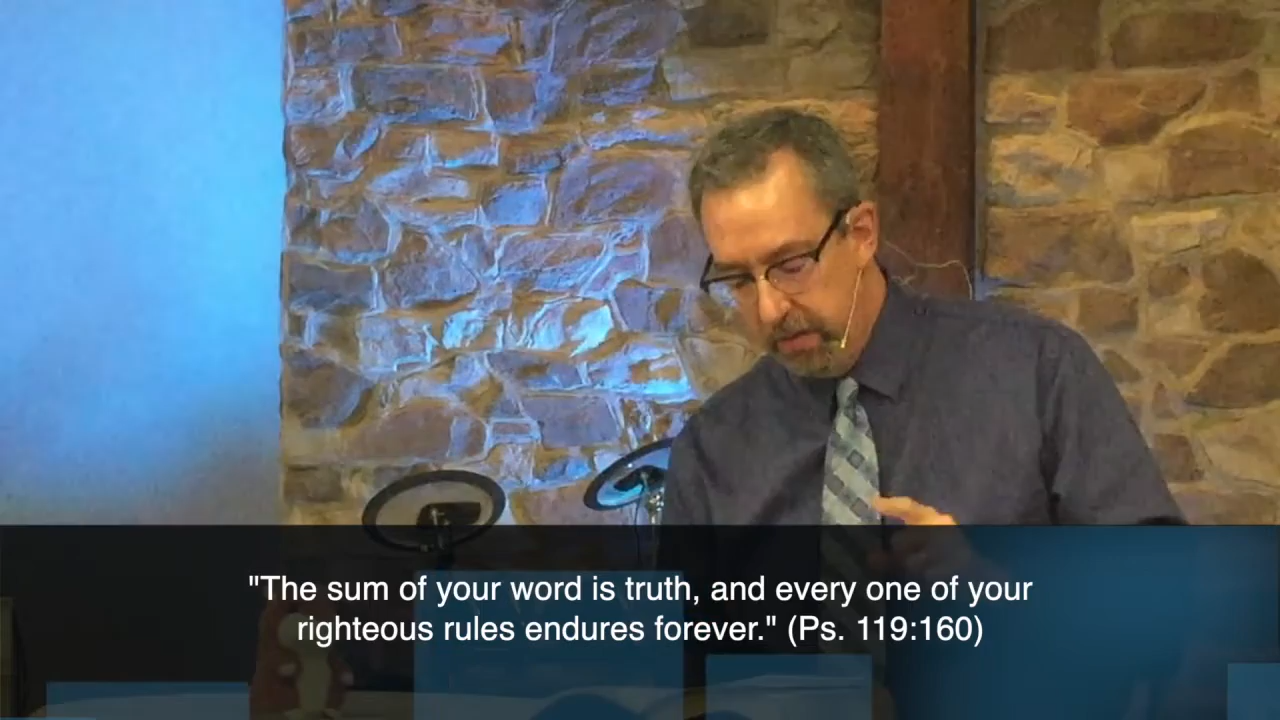 "The sum of your word is truth, and every one of your
righteous rules endures forever." (Ps. 119:160)